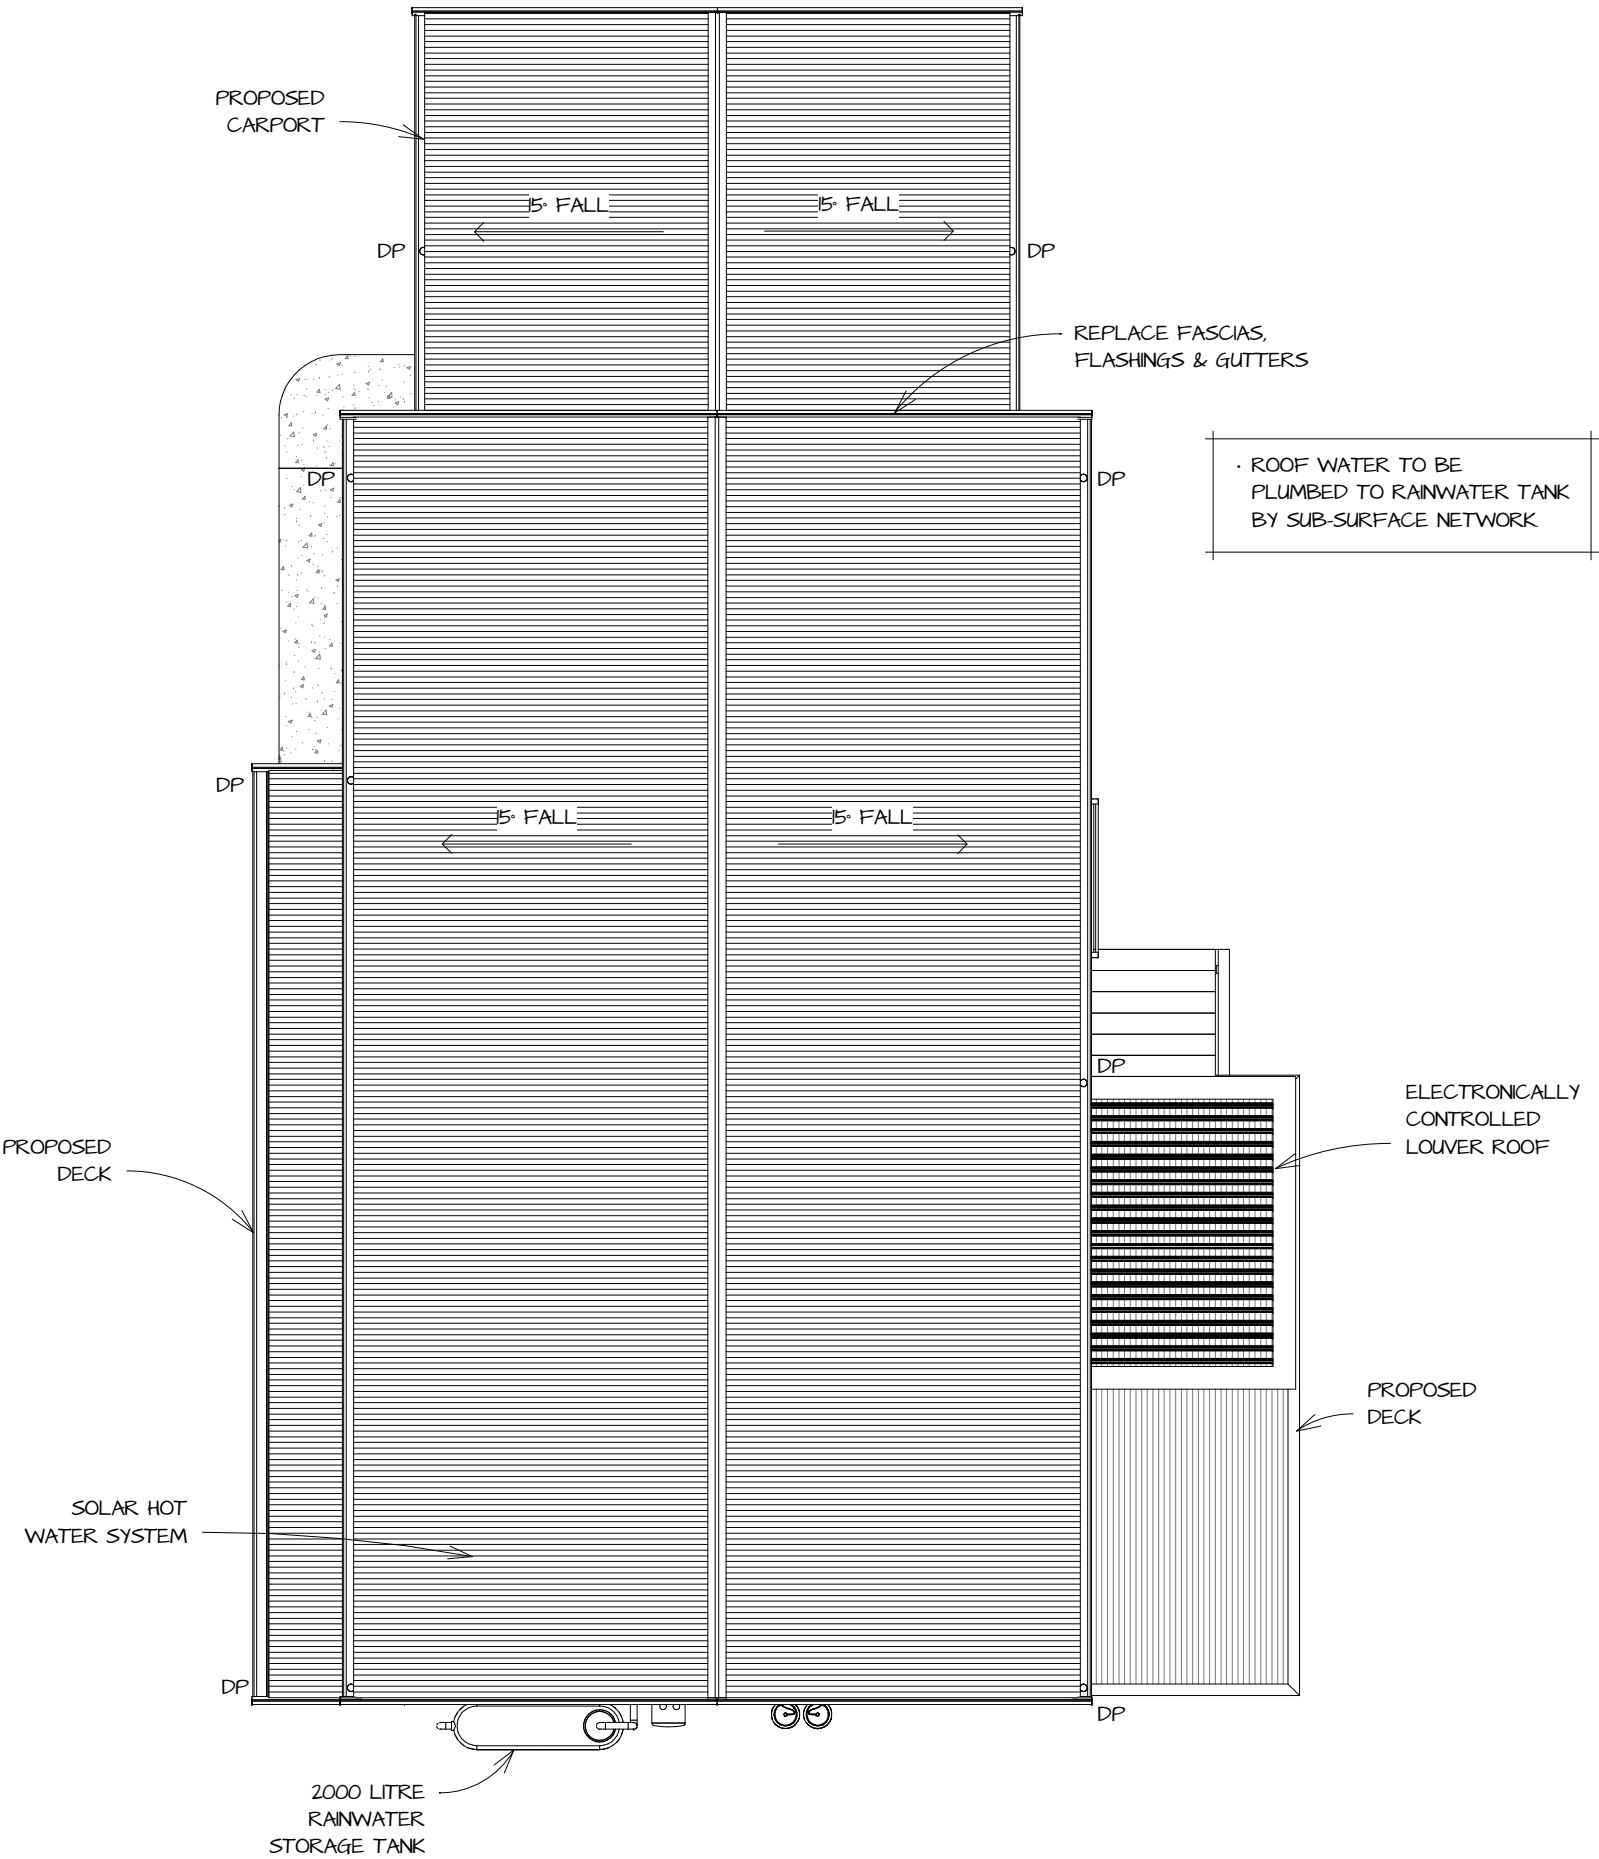 PROPOSED
CARPORT
15° FALL
15° FALL
DP
DP
REPLACE FASCIAS,
FLASHINGS & GUTTERS
· ROOF WATER TO BE
PLUMBED TO RAINWATER TANK
BY SUB-SURFACE NETWORK
DP
DP
DP
15° FALL
15° FALL
DP
ELECTRONICALLY
CONTROLLED
LOUVER ROOF
PROPOSED
DECK
PROPOSED
DECK
SOLAR HOT
WATER SYSTEM
DP
DP
2000 LITRE
RAINWATER
STORAGE TANK